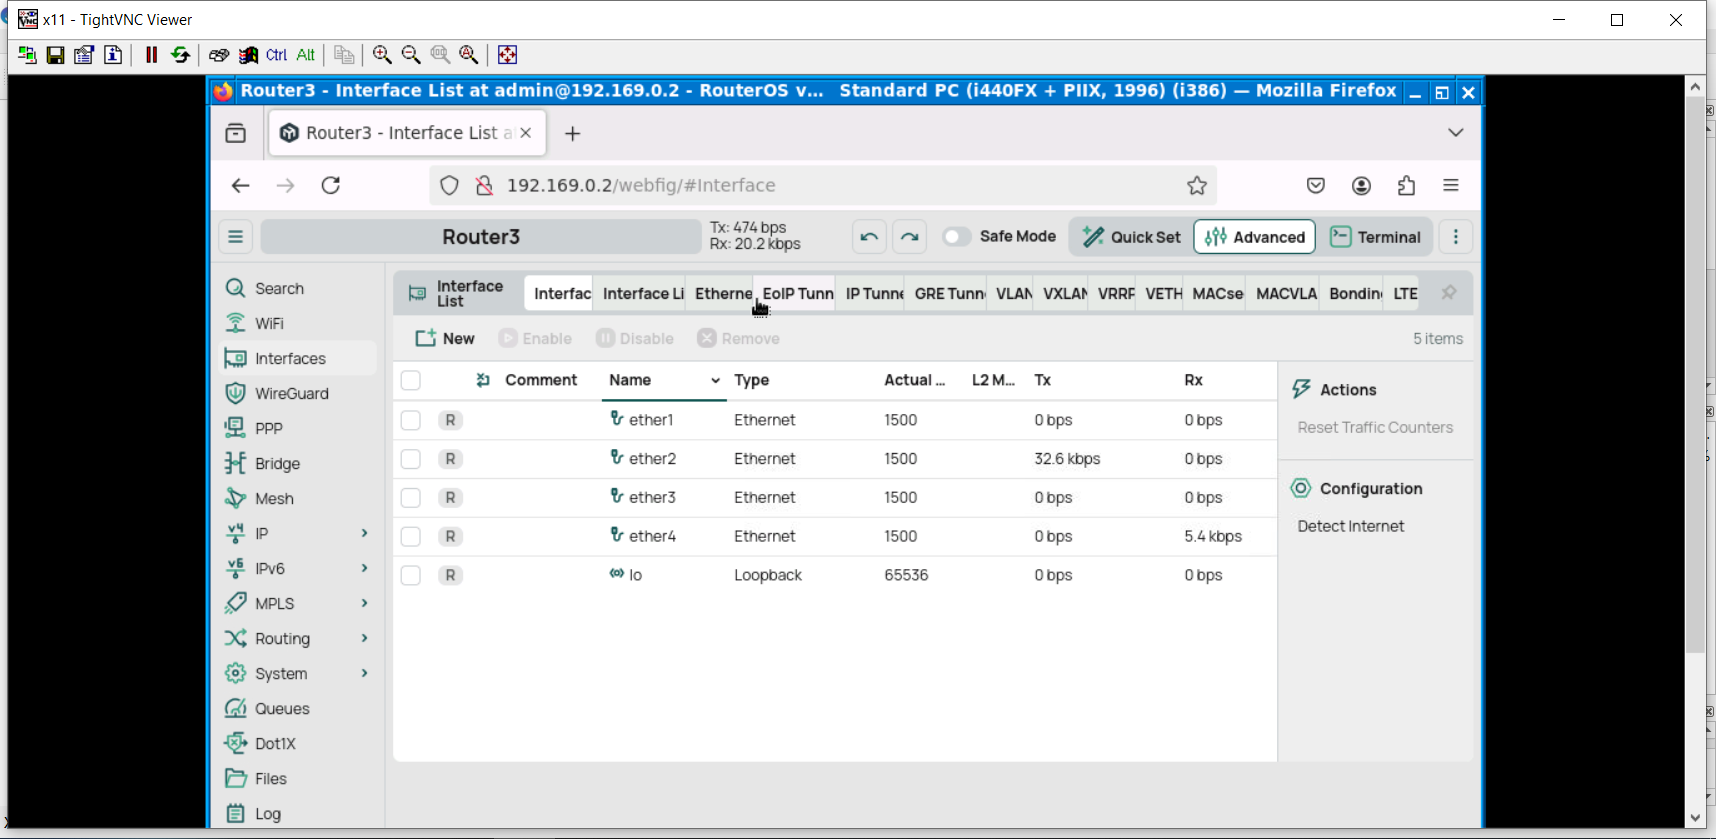 x11 - TightVNC Viewer
Ctrl Alt
Router3 - Interface List at admin@192.169.0.2 - RouterOS v... Standard PC (i440FX + PIIX, 1996) (i386) — Mozilla Firefox
Router3 - Interface List a
192.169.0.2/webfig/#Interface
Router3
Tx: 474 bps
Rx: 20.2 kbps
Safe Mode
Quick Set
Advanced
Terminal
Search
WiFi
Interfaces
WireGuard
PPP
Bridge
Mesh
IP
IPv6
MPLS
Routing
System
Queues
Dot1X
Files
Log
Interface
List
Interfac Interface Li Etherne EoIP Tunn IP Tunne GRE Tunn VLAN VXLAN VRRP VETH MACse MACVLA Bondin LTE
New Enable Disable Remove 5 items
Comment Name Type Actual ... L2 M... Tx Rx
R ether1 Ethernet 1500 0 bps 0 bps
R ether2 Ethernet 1500 32.6 kbps 0 bps
R ether3 Ethernet 1500 0 bps 0 bps
R ether4 Ethernet 1500 0 bps 5.4 kbps
R lo Loopback 65536 0 bps 0 bps
Actions
Reset Traffic Counters
Configuration
Detect Internet